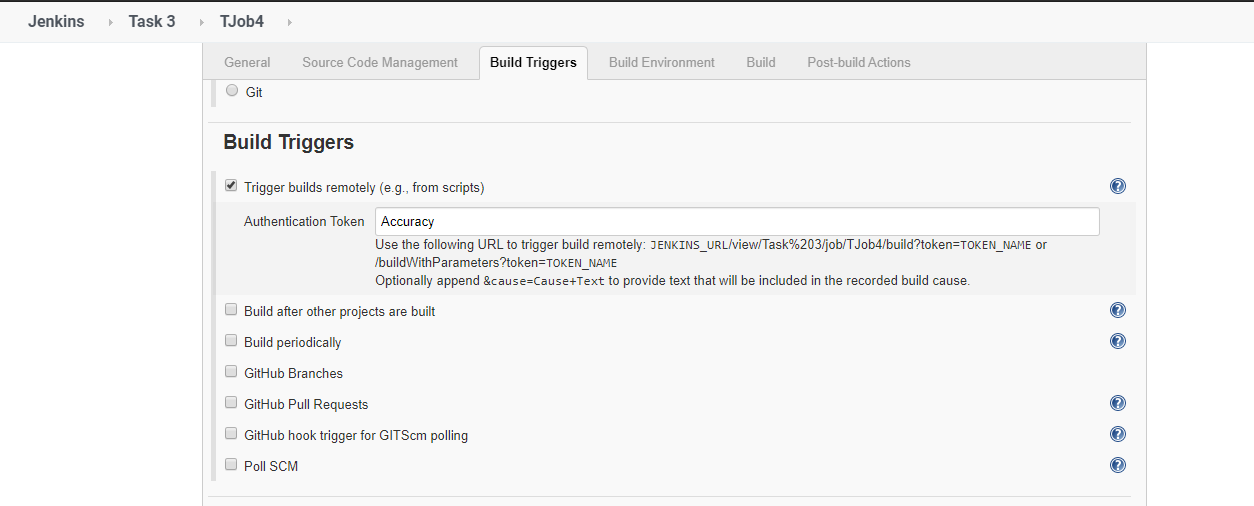 Jenkins Task 3 TJob4
General Source Code Management Build Triggers Build Environment Build Post-build Actions
Git
Build Triggers
Trigger builds remotely (e.g., from scripts)
Authentication Token Accuracy
Use the following URL to trigger build remotely: JENKINS_URL/view/Task%203/job/TJob4/build?token=TOKEN_NAME or
/buildWithParameters?token=TOKEN_NAME
Optionally append &cause=Cause+Text to provide text that will be included in the recorded build cause.
Build after other projects are built
Build periodically
GitHub Branches
GitHub Pull Requests
GitHub hook trigger for GITScm polling
Poll SCM